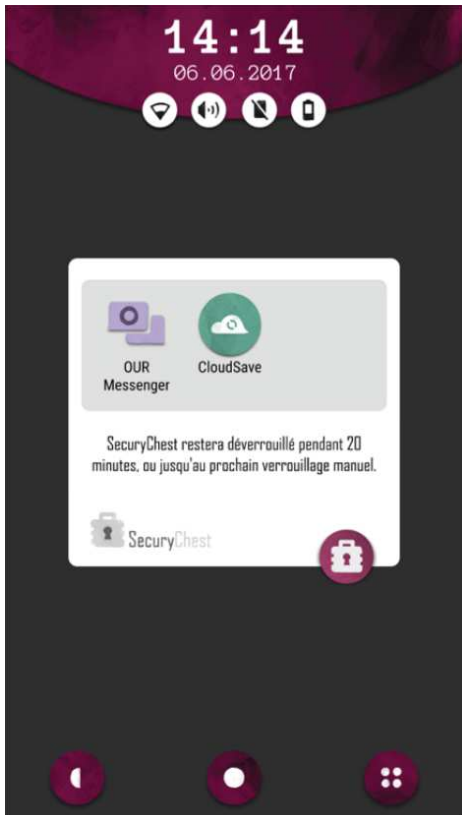 14:14
06.06.2017
OUR
Messenger
CloudSave
SecuryChest restera déverrouillé pendant 20
minutes, ou jusqu'au prochain verrouillage manuel.
SecuryChest